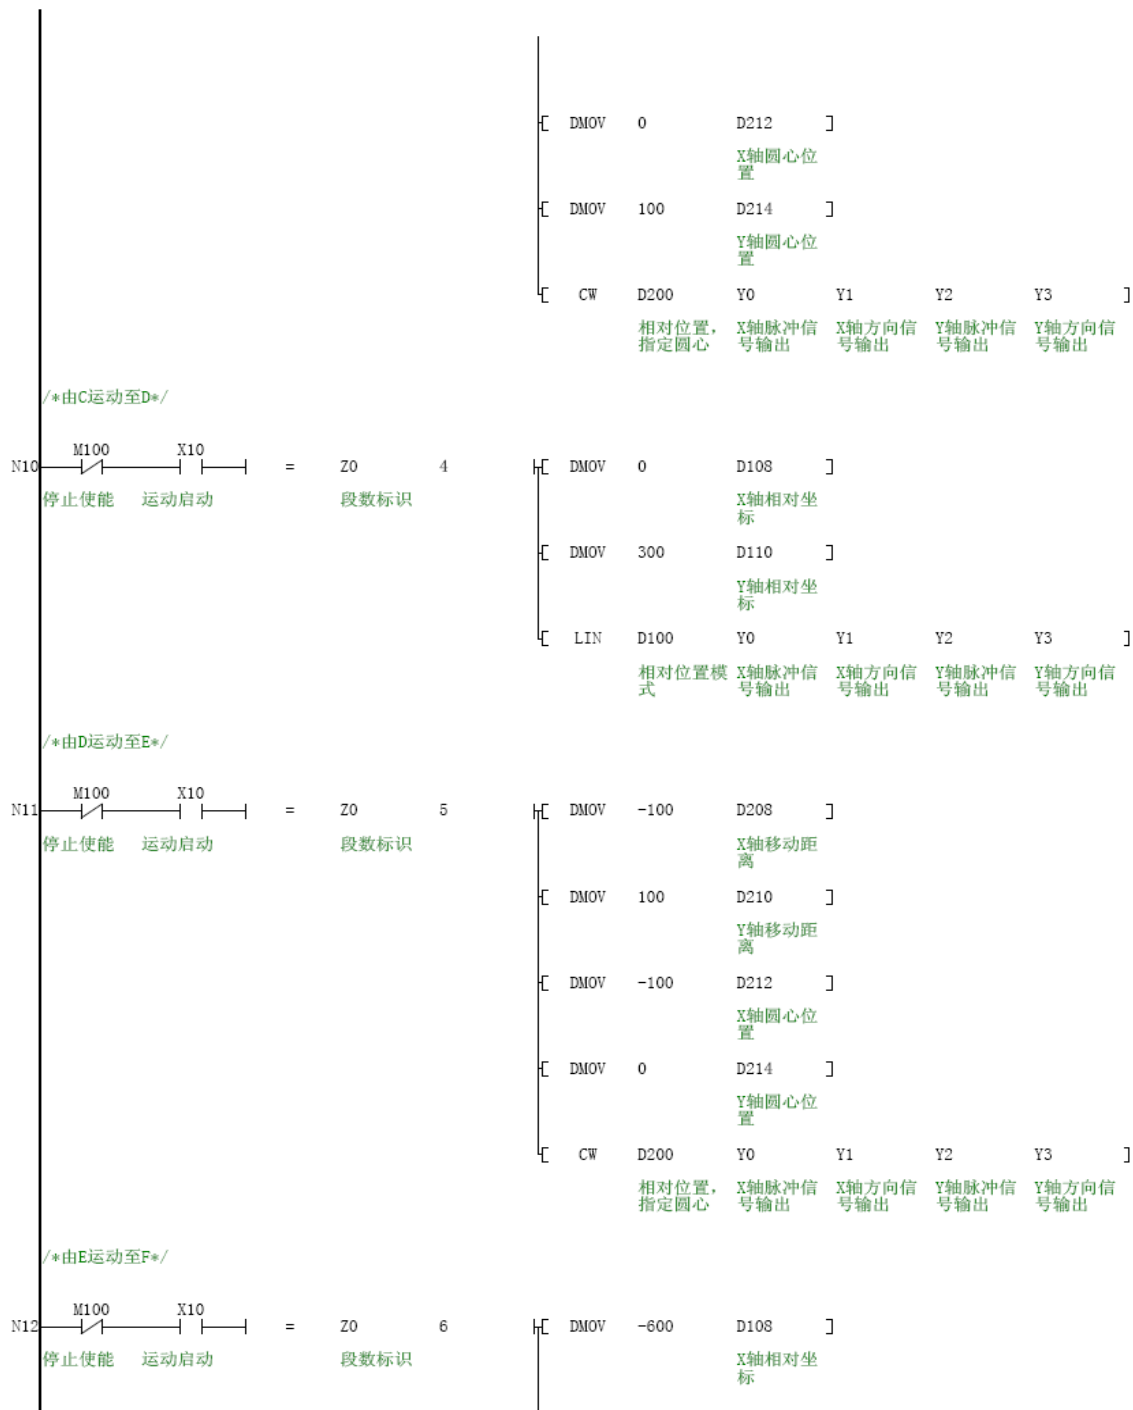 DMOV 0 D212
X轴圆心位
置
DMOV 100 D214
Y轴圆心位
置
CW D200 Y0 Y1 Y2 Y3
相对位置, X轴脉冲信 X轴方向信 Y轴脉冲信 Y轴方向信
指定圆心 号输出 号输出 号输出 号输出
/*由C运动至D*/
M100 X10
N10 = Z0 4 DMOV 0 D108
停止使能 运动启动 段数标识 X轴相对坐
标
DMOV 300 D110
Y轴相对坐
标
LIN D100 Y0 Y1 Y2 Y3
相对位置模 X轴脉冲信 X轴方向信 Y轴脉冲信 Y轴方向信
式 号输出 号输出 号输出 号输出
/*由D运动至E*/
M100 X10
N11 = Z0 5 DMOV -100 D208
停止使能 运动启动 段数标识 X轴移动距
离
DMOV 100 D210
Y轴移动距
离
DMOV -100 D212
X轴圆心位
置
DMOV 0 D214
Y轴圆心位
置
CW D200 Y0 Y1 Y2 Y3
相对位置, X轴脉冲信 X轴方向信 Y轴脉冲信 Y轴方向信
指定圆心 号输出 号输出 号输出 号输出
/*由E运动至F*/
M100 X10
N12 = Z0 6 DMOV -600 D108
停止使能 运动启动 段数标识 X轴相对坐
标